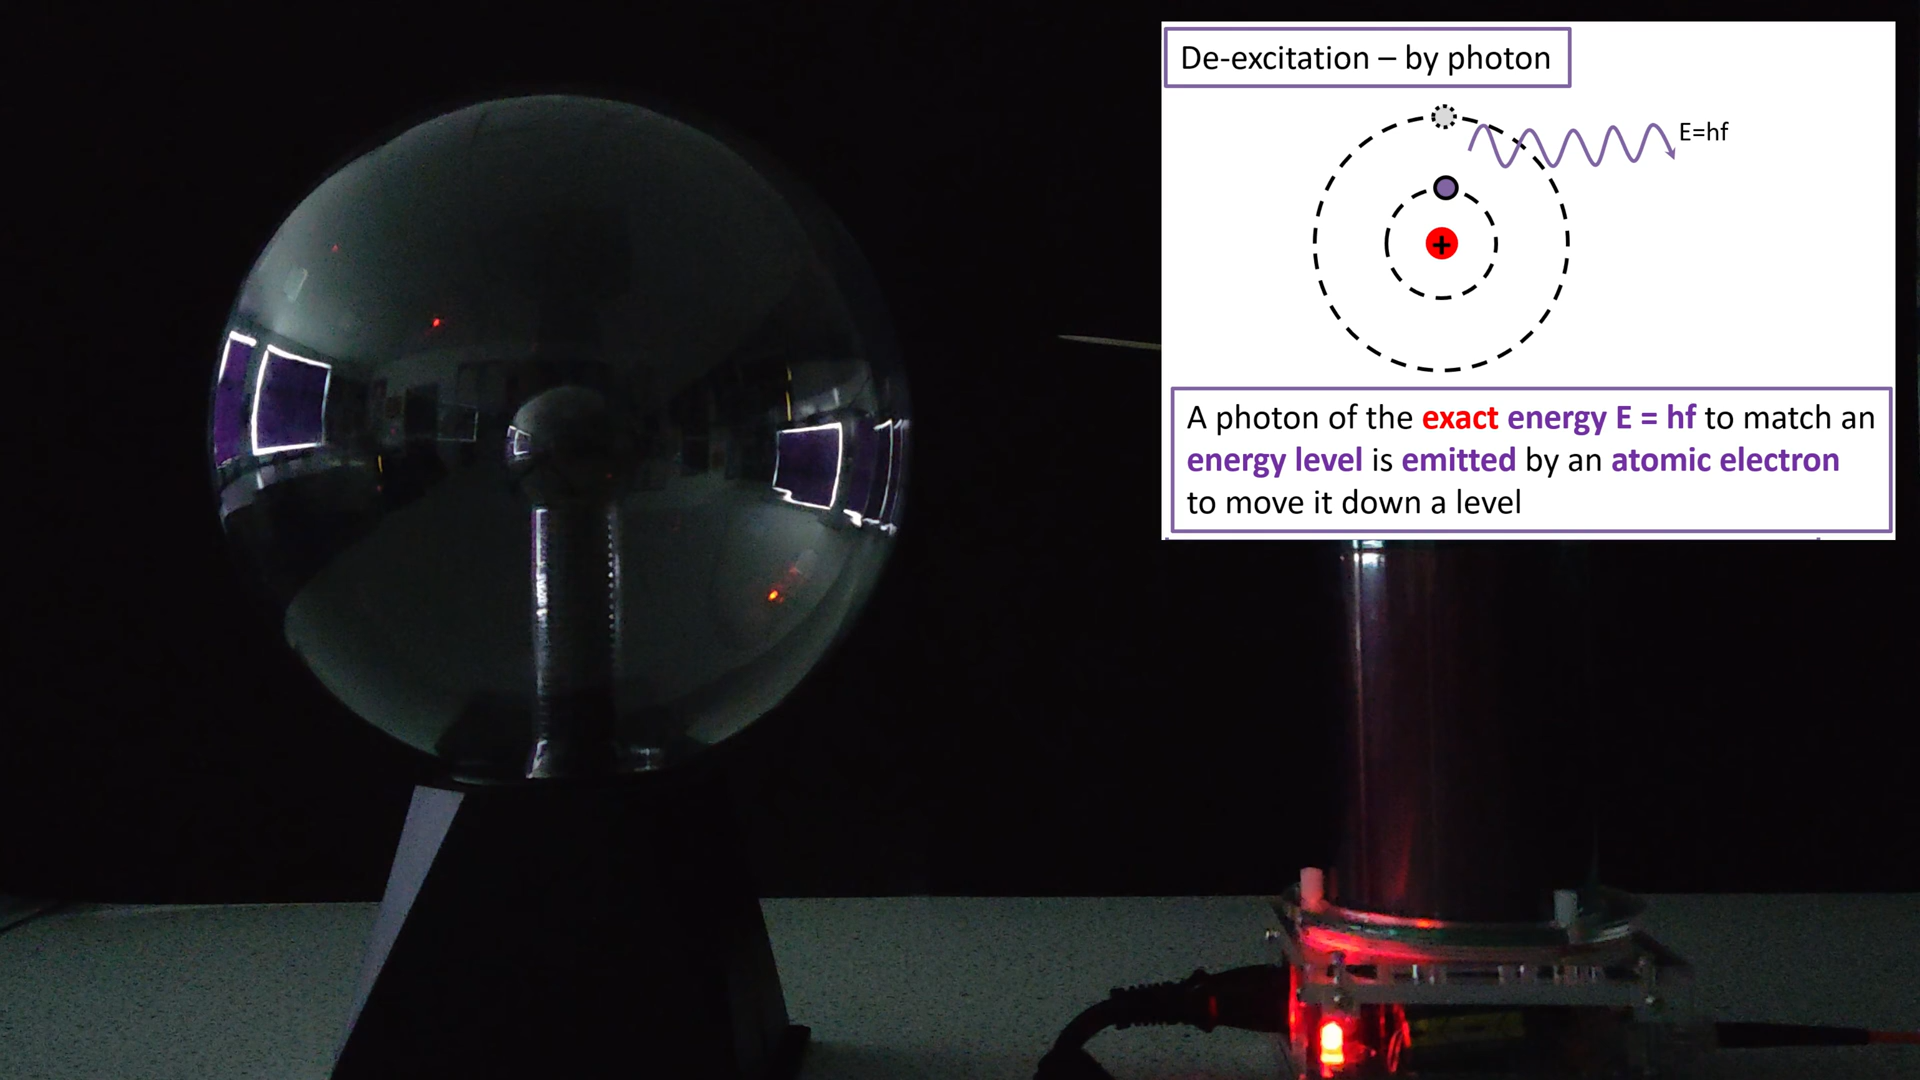 De-excitation – by photon
E=hf
+
A photon of the exact energy E = hf to match an
energy level is emitted by an atomic electron
to move it down a level